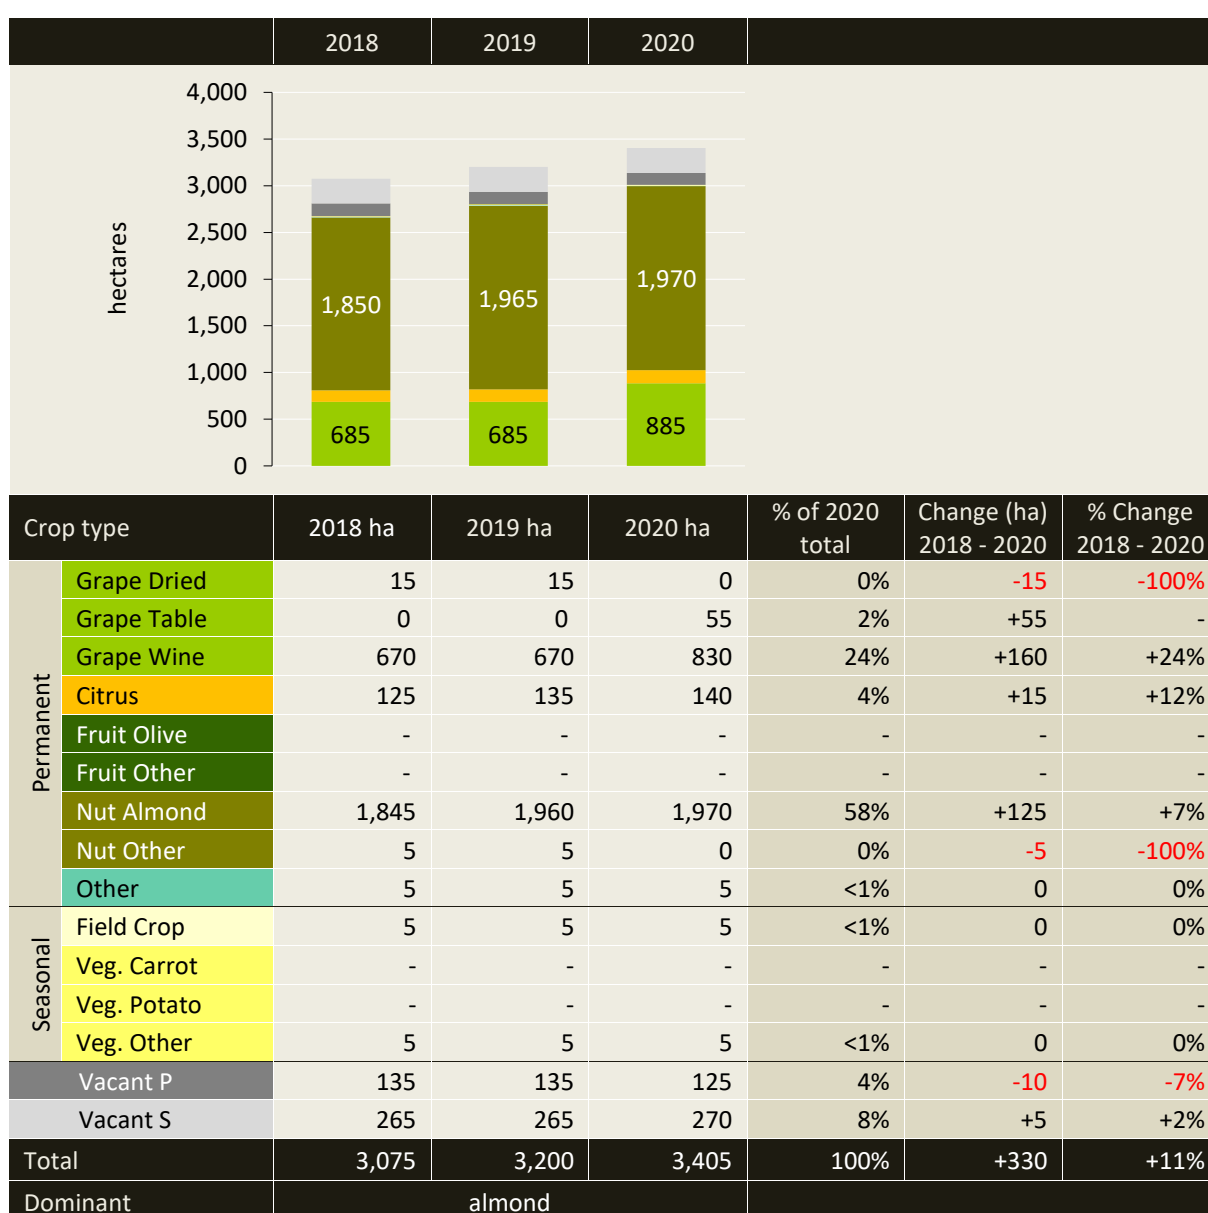 2018 2019 2020
4,000
3,500
3,000
2,500
2,000
1,500
1,000
500
0
hectares
1,850 1,965 1,970
685 685 885
Crop type 2018 ha 2019 ha 2020 ha % of 2020 total Change (ha) 2018 - 2020 % Change 2018 - 2020
Permanent
Grape Dried 15 15 0 0% -15 -100%
Grape Table 0 0 55 2% +55 -
Grape Wine 670 670 830 24% +160 +24%
Citrus 125 135 140 4% +15 +12%
Fruit Olive - - - - - -
Fruit Other - - - - - -
Nut Almond 1,845 1,960 1,970 58% +125 +7%
Nut Other 5 5 0 0% -5 -100%
Other 5 5 5 <1% 0 0%
Seasonal
Field Crop 5 5 5 <1% 0 0%
Veg. Carrot - - - - - -
Veg. Potato - - - - - -
Veg. Other 5 5 5 <1% 0 0%
Vacant P 135 135 125 4% -10 -7%
Vacant S 265 265 270 8% +5 +2%
Total 3,075 3,200 3,405 100% +330 +11%
Dominant almond